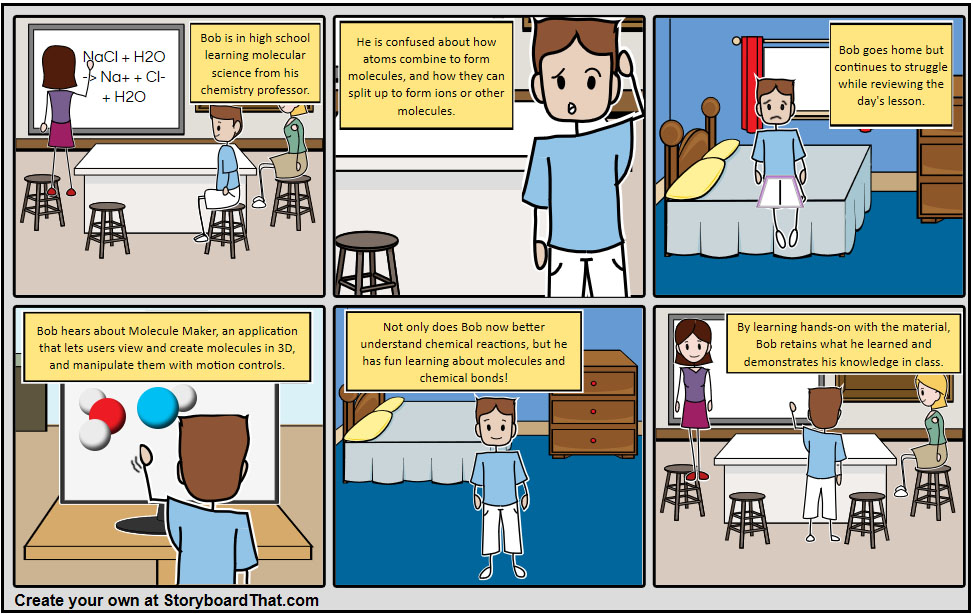 NaCl + H2O
-> Na+ + Cl-
+ H2O
Bob is in high school
learning molecular
science from his
chemistry professor.
He is confused about how
atoms combine to form
molecules, and how they can
split up to form ions or other
molecules.
Bob goes home but
continues to struggle
while reviewing the
day's lesson.
Bob hears about Molecule Maker, an application
that lets users view and create molecules in 3D,
and manipulate them with motion controls.
Not only does Bob now better
understand chemical reactions, but he
has fun learning about molecules and
chemical bonds!
By learning hands-on with the material,
Bob retains what he learned and
demonstrates his knowledge in class.
Create your own at StoryboardThat.com